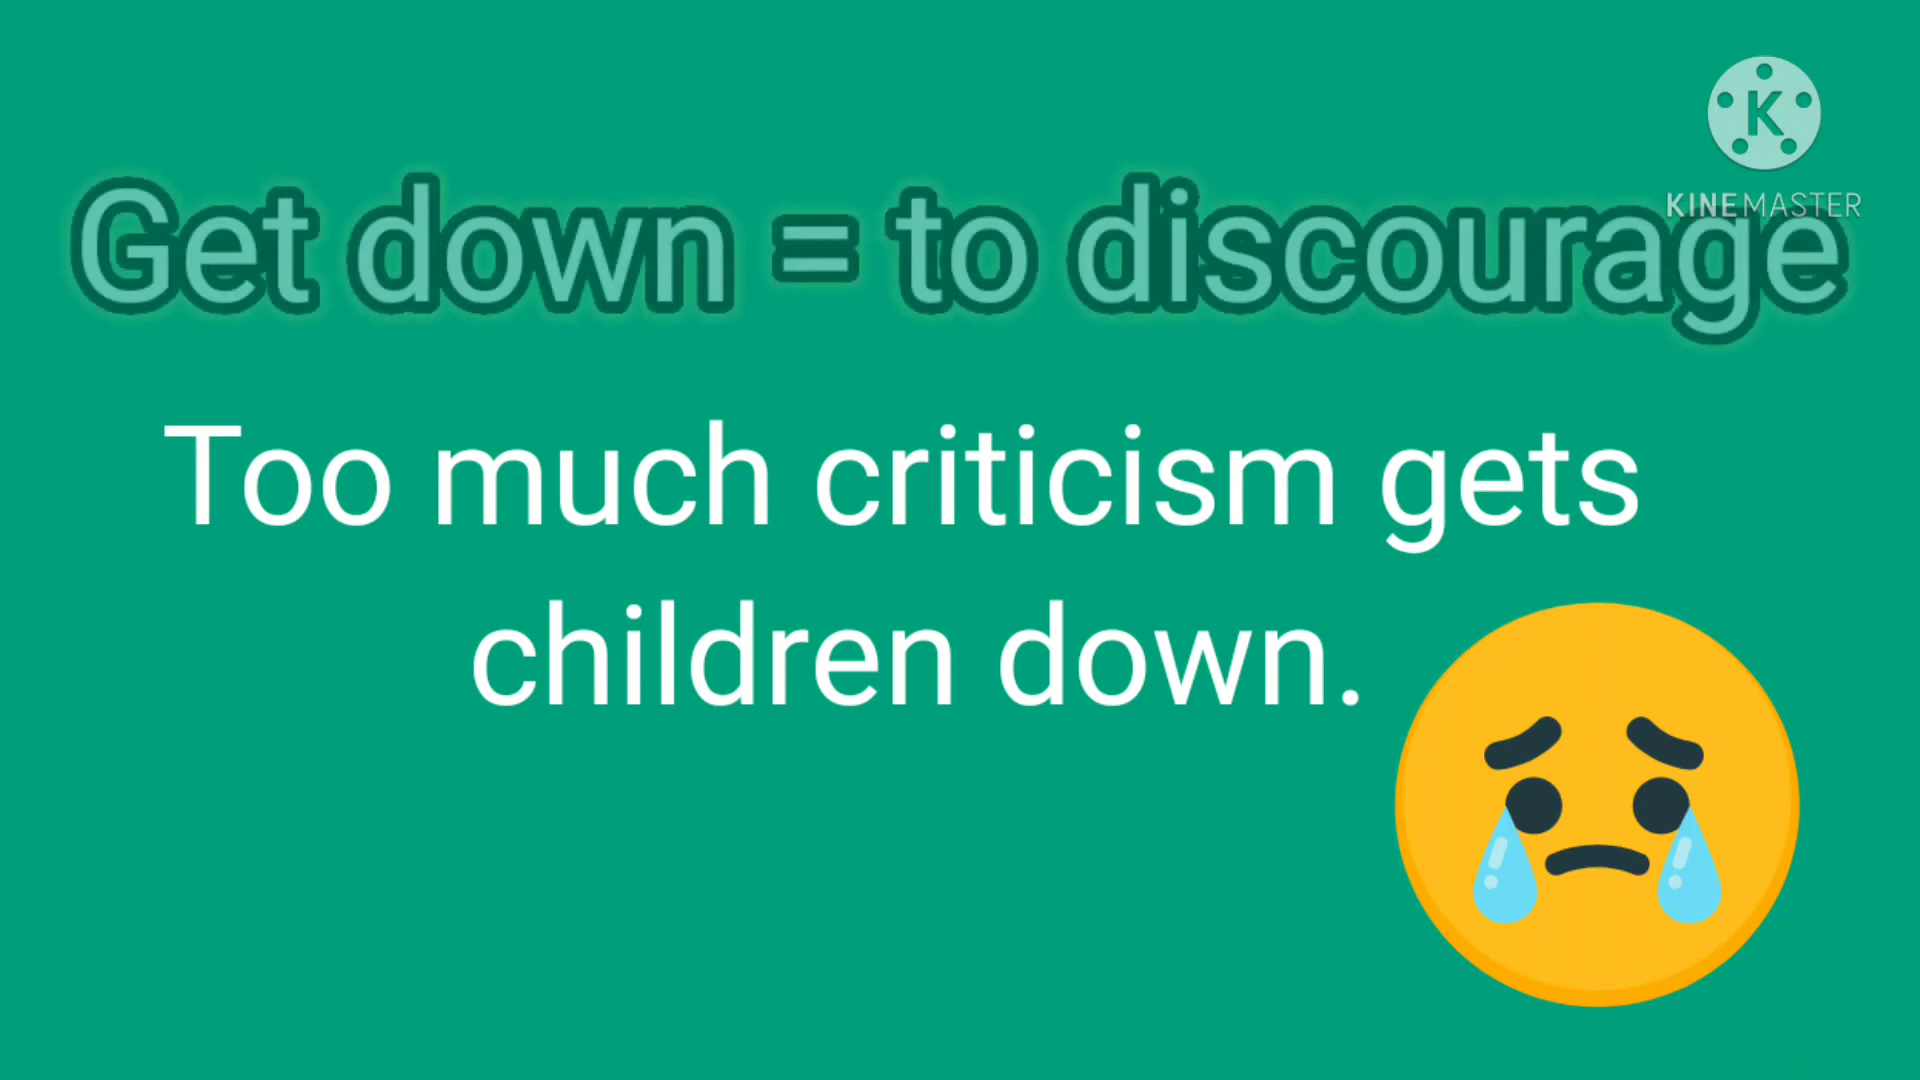 K
KINEMASTER
Get down = to discourage
Too much criticism gets
children down.